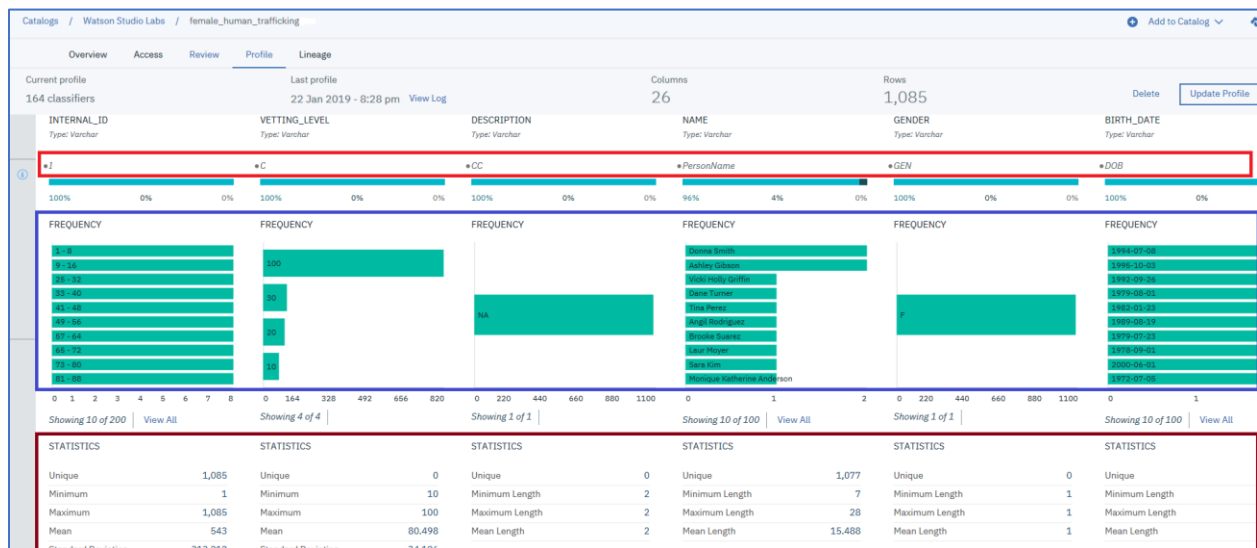 Catalogs / Watson Studio Labs / female_human_trafficking
Add to Catalog
Overview Access Review Profile Lineage
Current profile Last profile Columns Rows
164 classifiers 22 Jan 2019 - 8:28 pm View Log 26 1,085 Delete Update Profile
INTERNAL_ID VETTING_LEVEL DESCRIPTION NAME GENDER BIRTH_DATE
Type: Varchar Type: Varchar Type: Varchar Type: Varchar Type: Varchar Type: Varchar
I C CC PersonName GEN DOB
100% 0% 0% 100% 0% 0% 100% 0% 0% 96% 4% 0% 100% 0% 0% 100% 0%
FREQUENCY FREQUENCY FREQUENCY FREQUENCY FREQUENCY FREQUENCY
1 - 8 Donna Smith 1994-07-08
9 - 16 100 Ashley Gibson 1995-10-03
25 - 32 Vicki Holly Griffin 1992-09-26
33 - 40 30 Dane Turner 1979-08-01
41 - 48 Tina Perez 1982-01-23
49 - 56 NA Angil Rodriguez F 1989-08-19
57 - 64 20 Brooke Suarez 1979-07-23
65 - 72 Laur Moyer 1978-09-01
73 - 80 10 Sara Kim 2000-06-01
81 - 88 Monique Katherine Anderson 1972-07-05
0 1 2 3 4 5 6 7 8 0 164 328 492 656 820 0 220 440 660 880 1100 0 1 2 0 220 440 660 880 1100 0 1
Showing 10 of 200 View All Showing 4 of 4 Showing 1 of 1 Showing 10 of 100 View All Showing 1 of 1 Showing 10 of 100 View All
STATISTICS STATISTICS STATISTICS STATISTICS STATISTICS STATISTICS
Unique 1,085 Unique 0 Unique 0 Unique 1,077 Unique 0 Unique
Minimum 1 Minimum 10 Minimum Length 2 Minimum Length 7 Minimum Length 1 Minimum Length
Maximum 1,085 Maximum 100 Maximum Length 2 Maximum Length 28 Maximum Length 1 Maximum Length
Mean 543 Mean 80.498 Mean Length 2 Mean Length 15.488 Mean Length 1 Mean Length